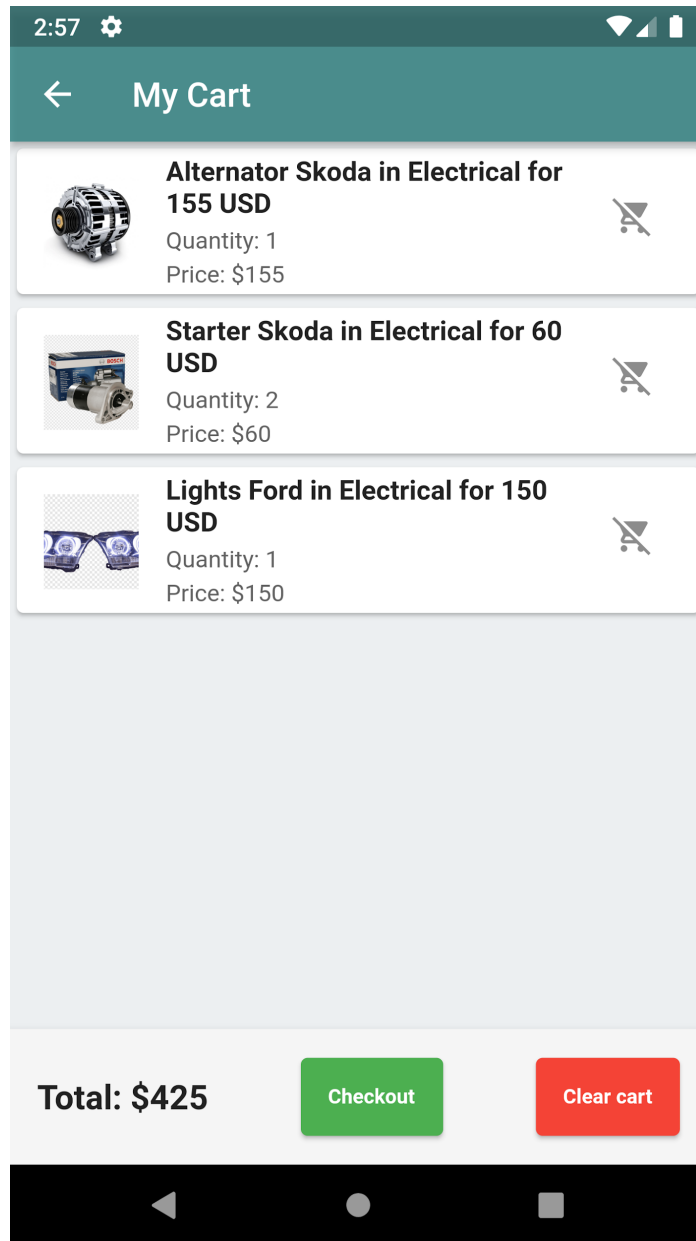 2:57
My Cart
Alternator Skoda in Electrical for
155 USD
Quantity: 1
Price: $155
BOSCH
Starter Skoda in Electrical for 60
USD
Quantity: 2
Price: $60
Lights Ford in Electrical for 150
USD
Quantity: 1
Price: $150
Total: $425
Checkout
Clear cart